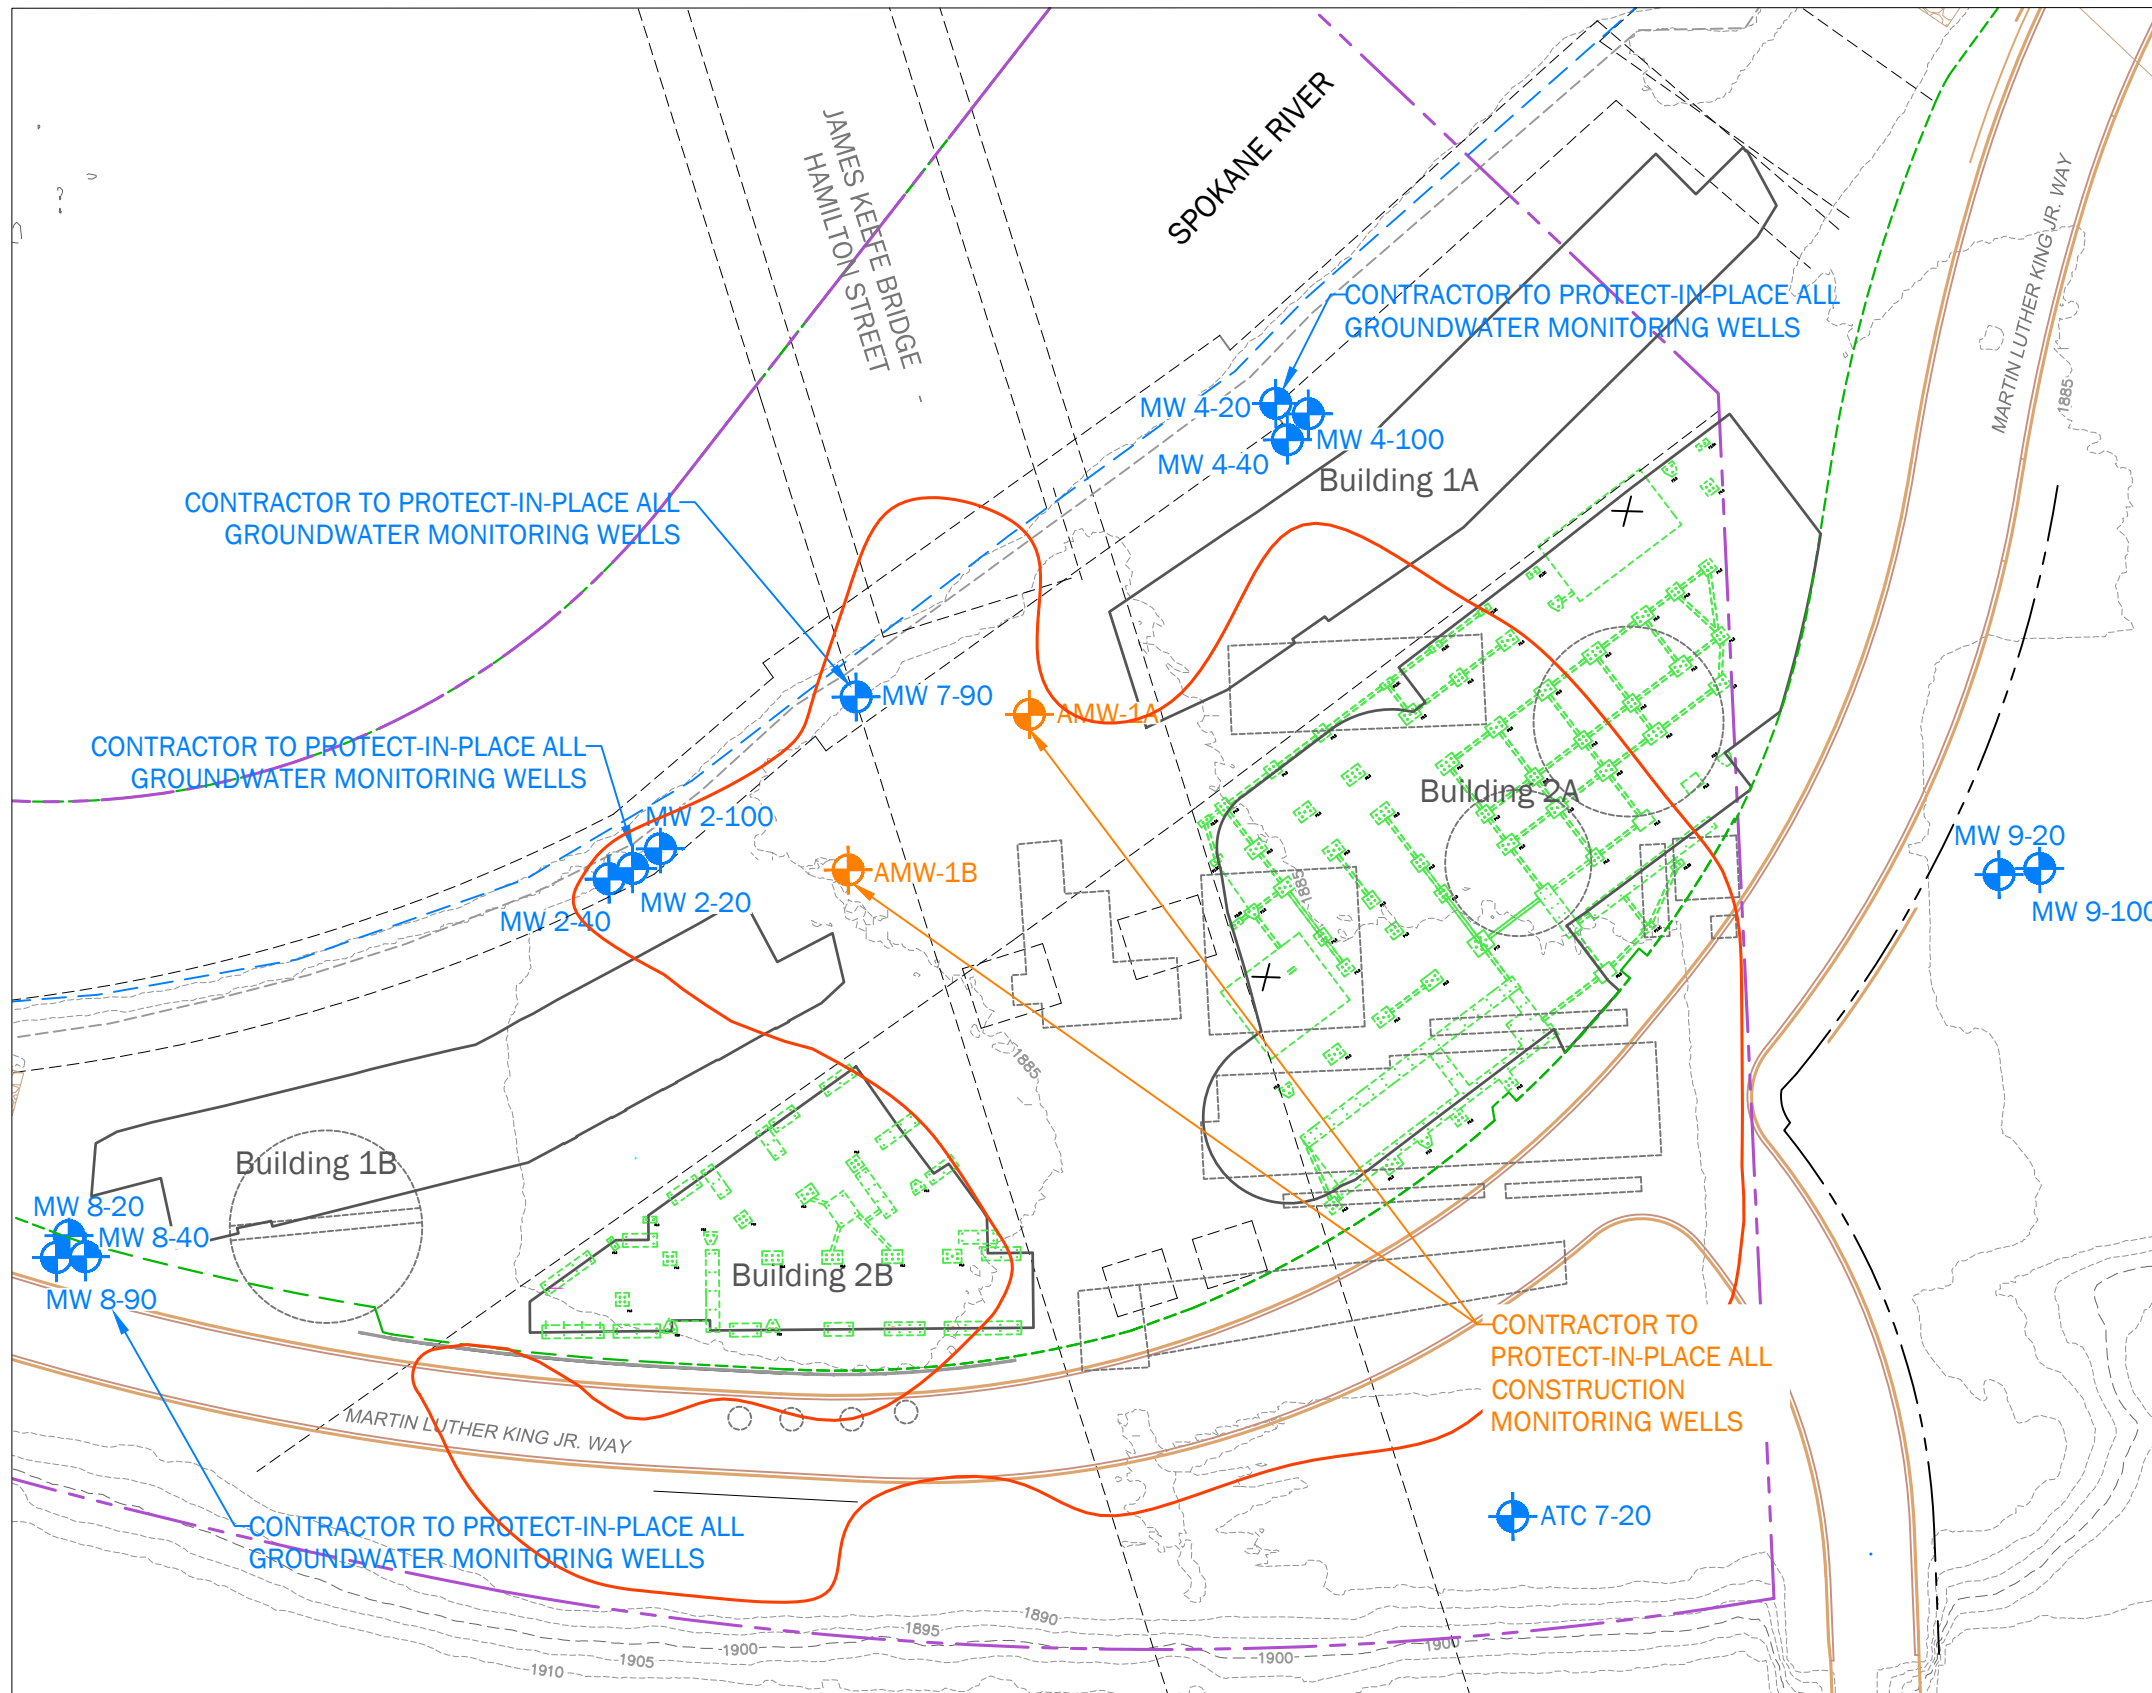 JAMES KEEFE BRIDGE
HAMILTON STREET
SPOKANE RIVER
MARTIN LUTHER KING JR. WAY
1885
CONTRACTOR TO PROTECT-IN-PLACE ALL
GROUNDWATER MONITORING WELLS
MW 4-20
MW 4-100
MW 4-40
Building 1A
CONTRACTOR TO PROTECT-IN-PLACE ALL
GROUNDWATER MONITORING WELLS
MW 7-90
AMW-1A
CONTRACTOR TO PROTECT-IN-PLACE ALL
GROUNDWATER MONITORING WELLS
MW 2-100
MW 2-20
MW 2-40
AMW-1B
Building 2A
1885
MW 9-20
MW 9-100
1885
Building 1B
MW 8-20
MW 8-40
MW 8-90
Building 2B
CONTRACTOR TO
PROTECT-IN-PLACE ALL
CONSTRUCTION
MONITORING WELLS
MARTIN LUTHER KING JR. WAY
CONTRACTOR TO PROTECT-IN-PLACE ALL
GROUNDWATER MONITORING WELLS
ATC 7-20
1890
1895
1900
1900
1900
1905
1910